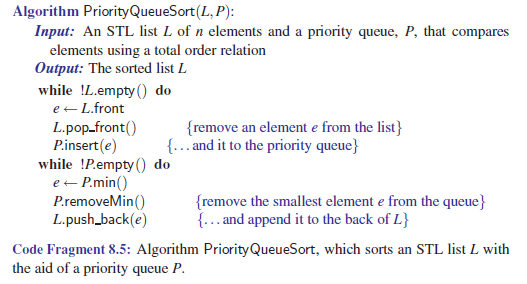 Algorithm PriorityQueueSort(L, P):
Input: An STL list L of n elements and a priority queue, P, that compares
elements using a total order relation
Output: The sorted list L
while !L.empty() do
e ← L.front
L.pop_front() {remove an element e from the list}
P.insert(e) {... and it to the priority queue}
while !P.empty() do
e ← P.min()
P.removeMin() {remove the smallest element e from the queue}
L.push_back(e) {... and append it to the back of L}
Code Fragment 8.5: Algorithm PriorityQueueSort, which sorts an STL list L with
the aid of a priority queue P.